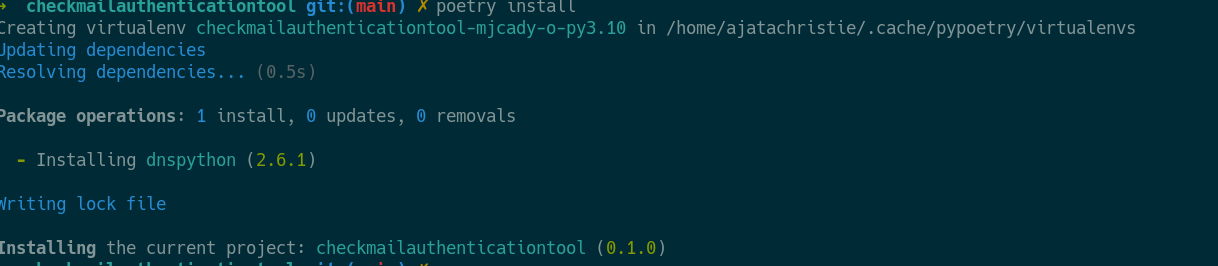 → checkmailauthenticationtool git:(main) ✗ poetry install
Creating virtualenv checkmailauthenticationtool-mjcady-o-py3.10 in /home/ajatachristie/.cache/pypoetry/virtualenvs
Updating dependencies
Resolving dependencies... (0.5s)
Package operations: 1 install, 0 updates, 0 removals
- Installing dnspython (2.6.1)
Writing lock file
Installing the current project: checkmailauthenticationtool (0.1.0)